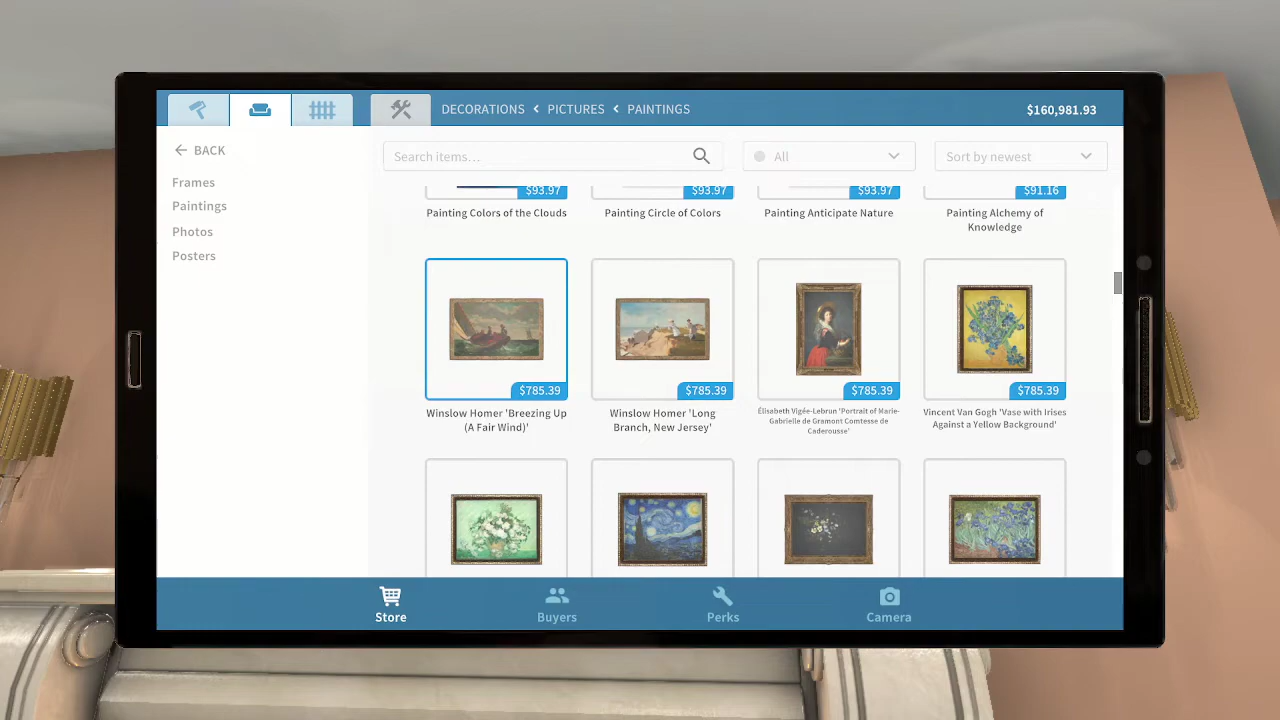 DECORATIONS < PICTURES < PAINTINGS
$160,981.93
BACK
Search items...
All
Sort by newest
Frames
Paintings
Photos
Posters
$93.97
$93.97
$93.97
$91.16
Painting Colors of the Clouds
Painting Circle of Colors
Painting Anticipate Nature
Painting Alchemy of
Knowledge
$785.39
$785.39
$785.39
$785.39
Winslow Homer 'Breezing Up
(A Fair Wind)'
Winslow Homer 'Long
Branch, New Jersey'
Élisabeth Vigée-Lebrun 'Portrait of Marie-
Gabrielle de Gramont Comtesse de
Caderousse'
Vincent Van Gogh 'Vase with Irises
Against a Yellow Background'
Store
Buyers
Perks
Camera